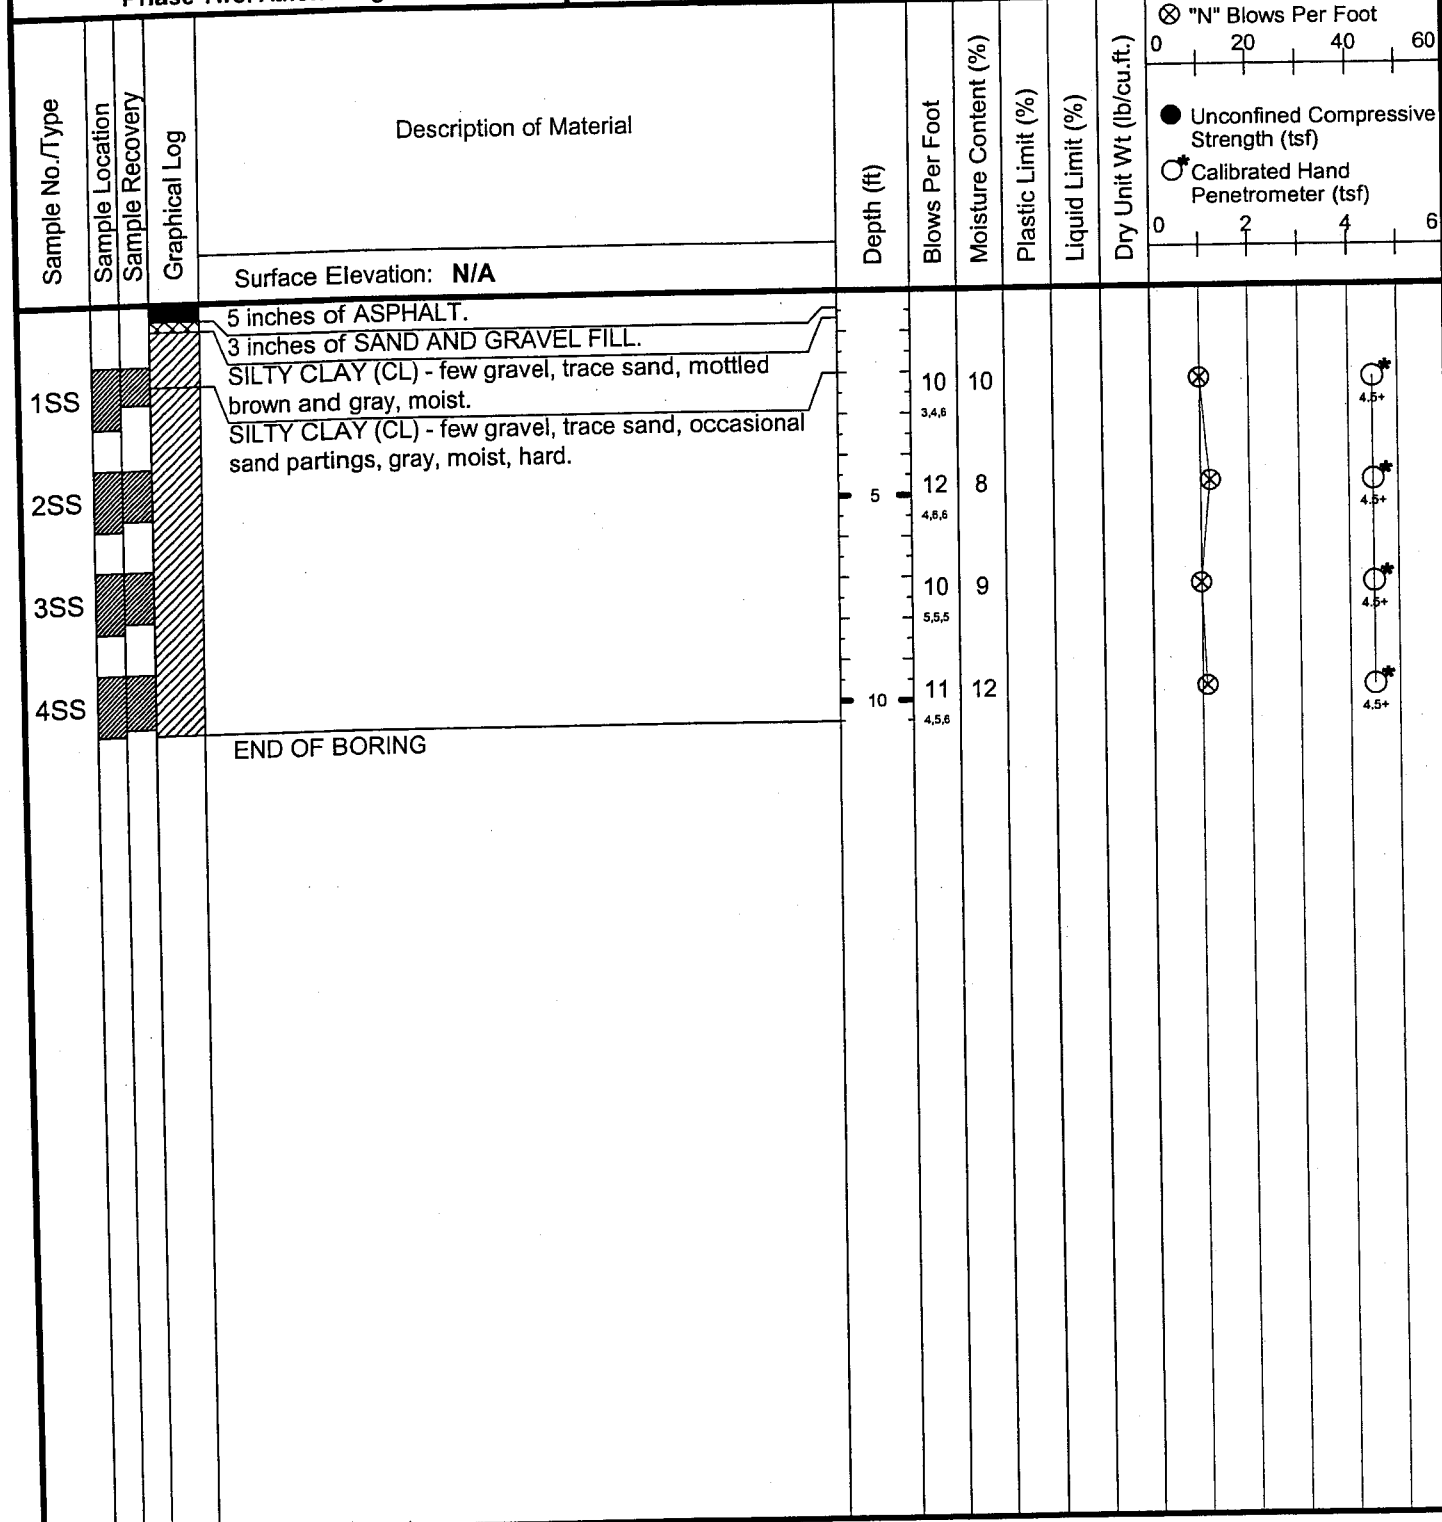 Phase Two:
"N" Blows Per Foot
0 20 40 60
Sample No./Type
Sample Location
Sample Recovery
Graphical Log
Description of Material
Surface Elevation: N/A
Depth (ft)
Blows Per Foot
Moisture Content (%)
Plastic Limit (%)
Liquid Limit (%)
Dry Unit Wt (lb/cu.ft.)
Unconfined Compressive
Strength (tsf)
* Calibrated Hand
Penetrometer (tsf)
0 2 4 6
5 inches of ASPHALT.
3 inches of SAND AND GRAVEL FILL.
SILTY CLAY (CL) - few gravel, trace sand, mottled
brown and gray, moist.
SILTY CLAY (CL) - few gravel, trace sand, occasional
sand partings, gray, moist, hard.
1SS 10 10 *
3,4,6 4.5+
2SS 5 12 8 *
4,6,6 4.5+
3SS 10 9 *
5,5,5 4.5+
4SS 10 11 12 *
4,5,6 4.5+
END OF BORING